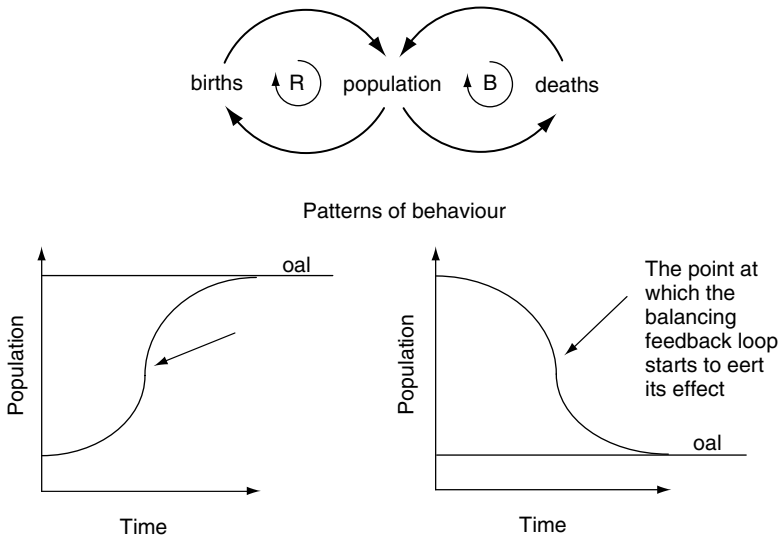 births R population B deaths
Patterns of behaviour
oal
Population
Time
The point at
which the
balancing
feedback loop
starts to eert
its effect
Population
oal
Time